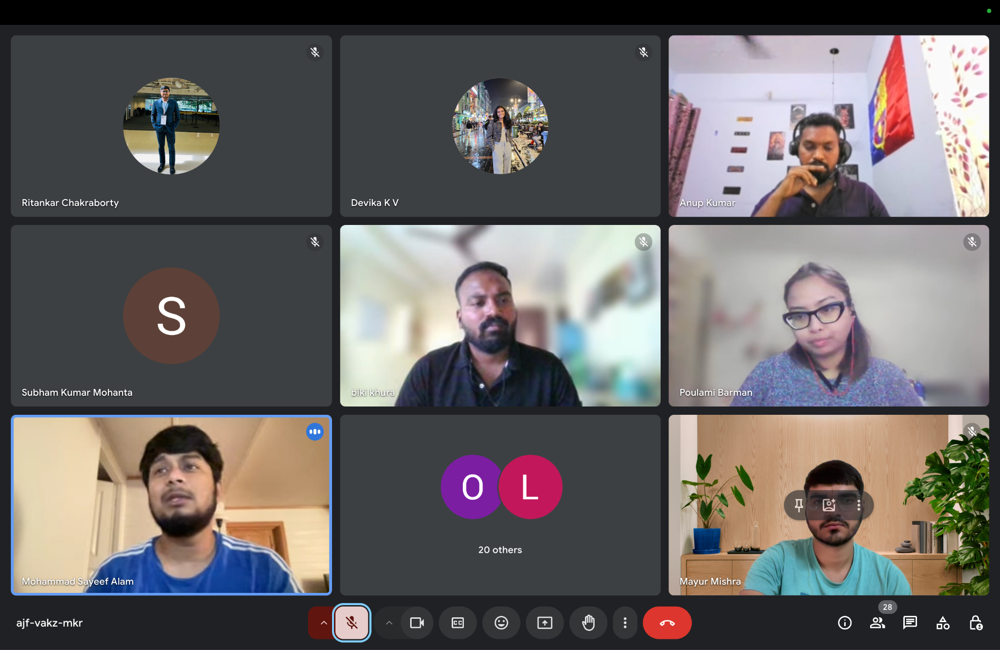 Ritankar Chakraborty
Devika K V
Anup Kumar
S
Subham Kumar Mohanta
biki khura
Poulami Barman
Mohammad Sayeef Alam
O L
20 others
Mayur Mishra
ajf-vakz-mkr
CC
28